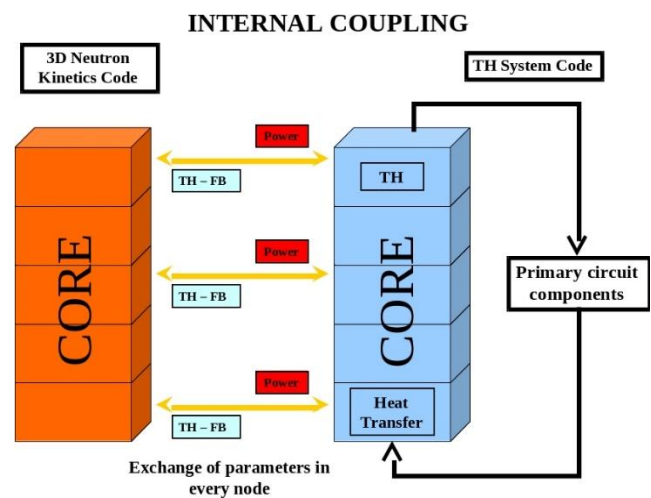 INTERNAL COUPLING
3D Neutron
Kinetics Code
TH System Code
Power
TH – FB
TH
CORE
Power
TH – FB
CORE
Primary circuit
components
Power
TH – FB
Heat
Transfer
Exchange of parameters in
every node